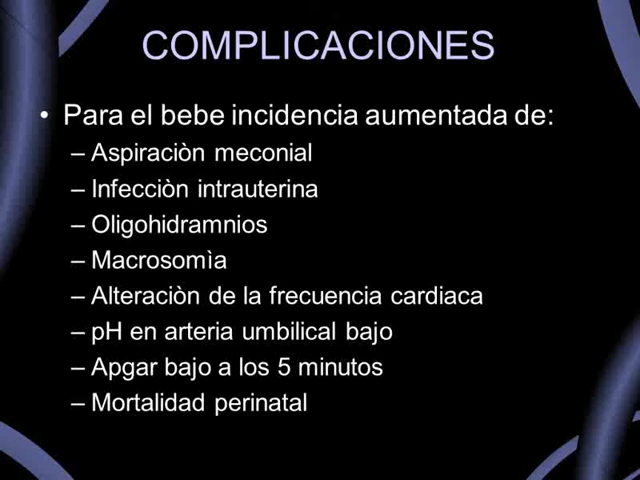 COMPLICACIONES
• Para el bebe incidencia aumentada de:
– Aspiraciòn meconial
– Infecciòn intrauterina
– Oligohidramnios
– Macrosomìa
– Alteraciòn de la frecuencia cardiaca
– pH en arteria umbilical bajo
– Apgar bajo a los 5 minutos
– Mortalidad perinatal